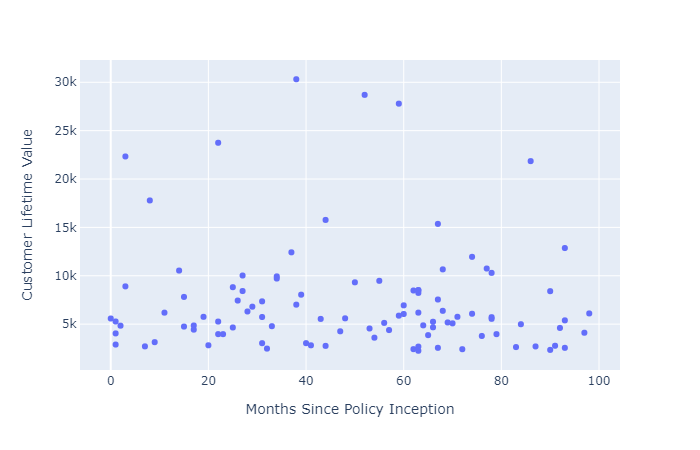 30k
25k
20k
15k
10k
5k
Customer Lifetime Value
0 20 40 60 80 100
Months Since Policy Inception